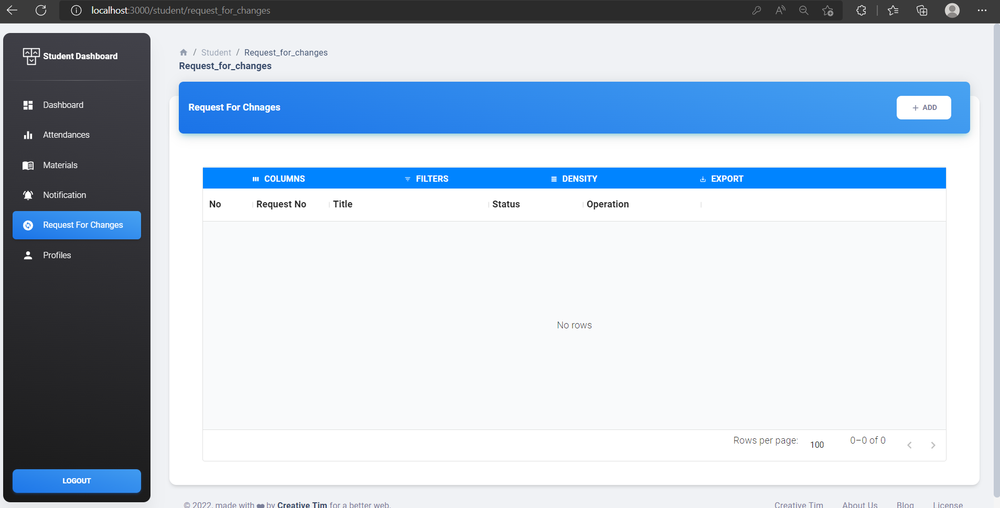 localhost:3000/student/request_for_changes
Student Dashboard
Dashboard
Attendances
Materials
Notification
Request For Changes
Profiles
LOGOUT
/ Student / Request_for_changes
Request_for_changes
Request For Chnages
+ ADD
COLUMNS FILTERS DENSITY EXPORT
No Request No Title Status Operation
No rows
Rows per page: 100 0–0 of 0
© 2022, made with by Creative Tim for a better web.
Creative Tim About Us Blog License